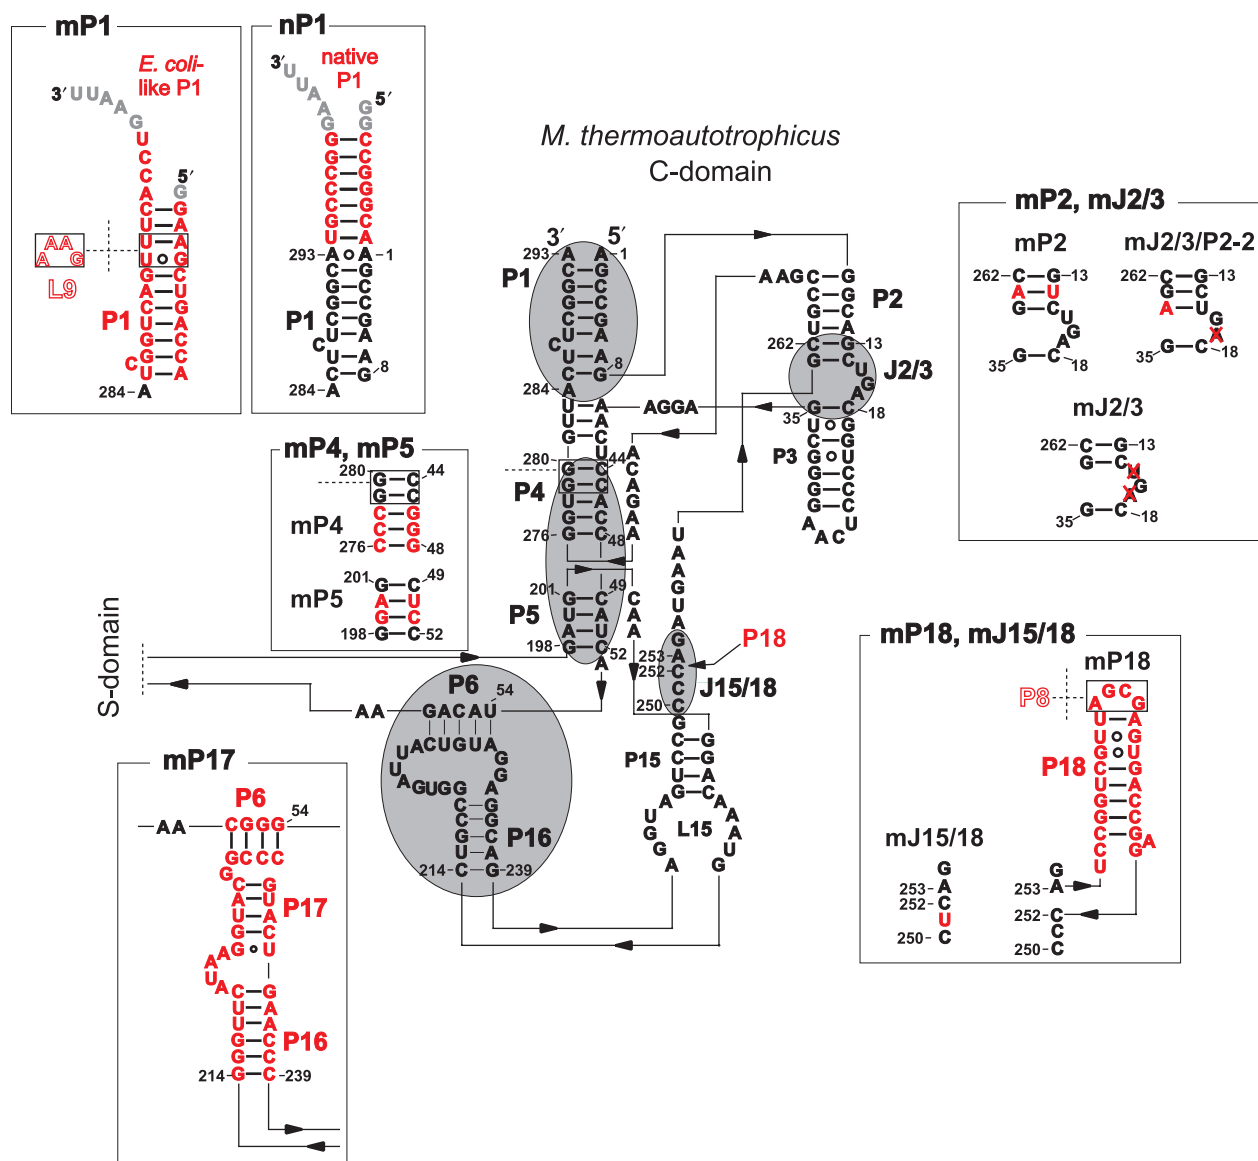 mP1
E. coli-
like P1
3′ U U A A G
U
C
C
A
C
U
U
U
U
G
A
C
U
G
G
C
U
A
5′
G
G
A
A
G
C
U
G
A
C
C
A
AA
A G
L9
P1
284-
nP1
native
P1
3′
U U A A G
5′
G
G
G G C C C G U
C C G G G C A
293- A
A -1
P1
G
8
284- A
M. thermoautotrophicus
C-domain
3′ 5′
293- A
A -1
P1
A C G G C U C U C A
A G C C G A A G
8
284
U U G
A A C U C
AGGA
280
44
P4
G G U G G
C C A C C
276
48
A C A G A A
201
49
P5
G U A G
C A U C
198
52
A
C A A
AAGC
G
P2
262
13
J2/3
U G A
35
18
P3
G U C G G G G
C G G U C C C U
A A C
U A A G U A G A C C C G
253
252
250
P18
J15/18
P15
L15
mP2, mJ2/3
mP2
262- C G -13
A U
G C
U
G
A
G C
35 18
mJ2/3/P2-2
262- C G -13
G C
A U
G
A
G C
35 18
mJ2/3
262- C G -13
G C
G
A
G C
35 18
mP4, mP5
280 44
G C
G C
mP4
C G
C G
C G
276 48
201 49
G C
mP5
A U
G C
G C
198 52
S-domain
P6
54
AA
GACAU
A C U G U A
U
U
A
A
G U G G
G
G
A
C C G U C
G G C A G
P16
214 239
mP17
P6
54
AA
C G G G
G C C C
G
C
A
U
G
G
A
A
U
A
G
U
A
C
U
P17
C
U
U
G
G
G
G
A
A
C
C
C
P16
214 239
mP18, mJ15/18
mP18
P8
A G C G
P18
U U G C U G G C C U
A G U G A C C G G
A
mJ15/18
G
253- A
252- C
U
250- C
G
253- A
252- C
C
250- C